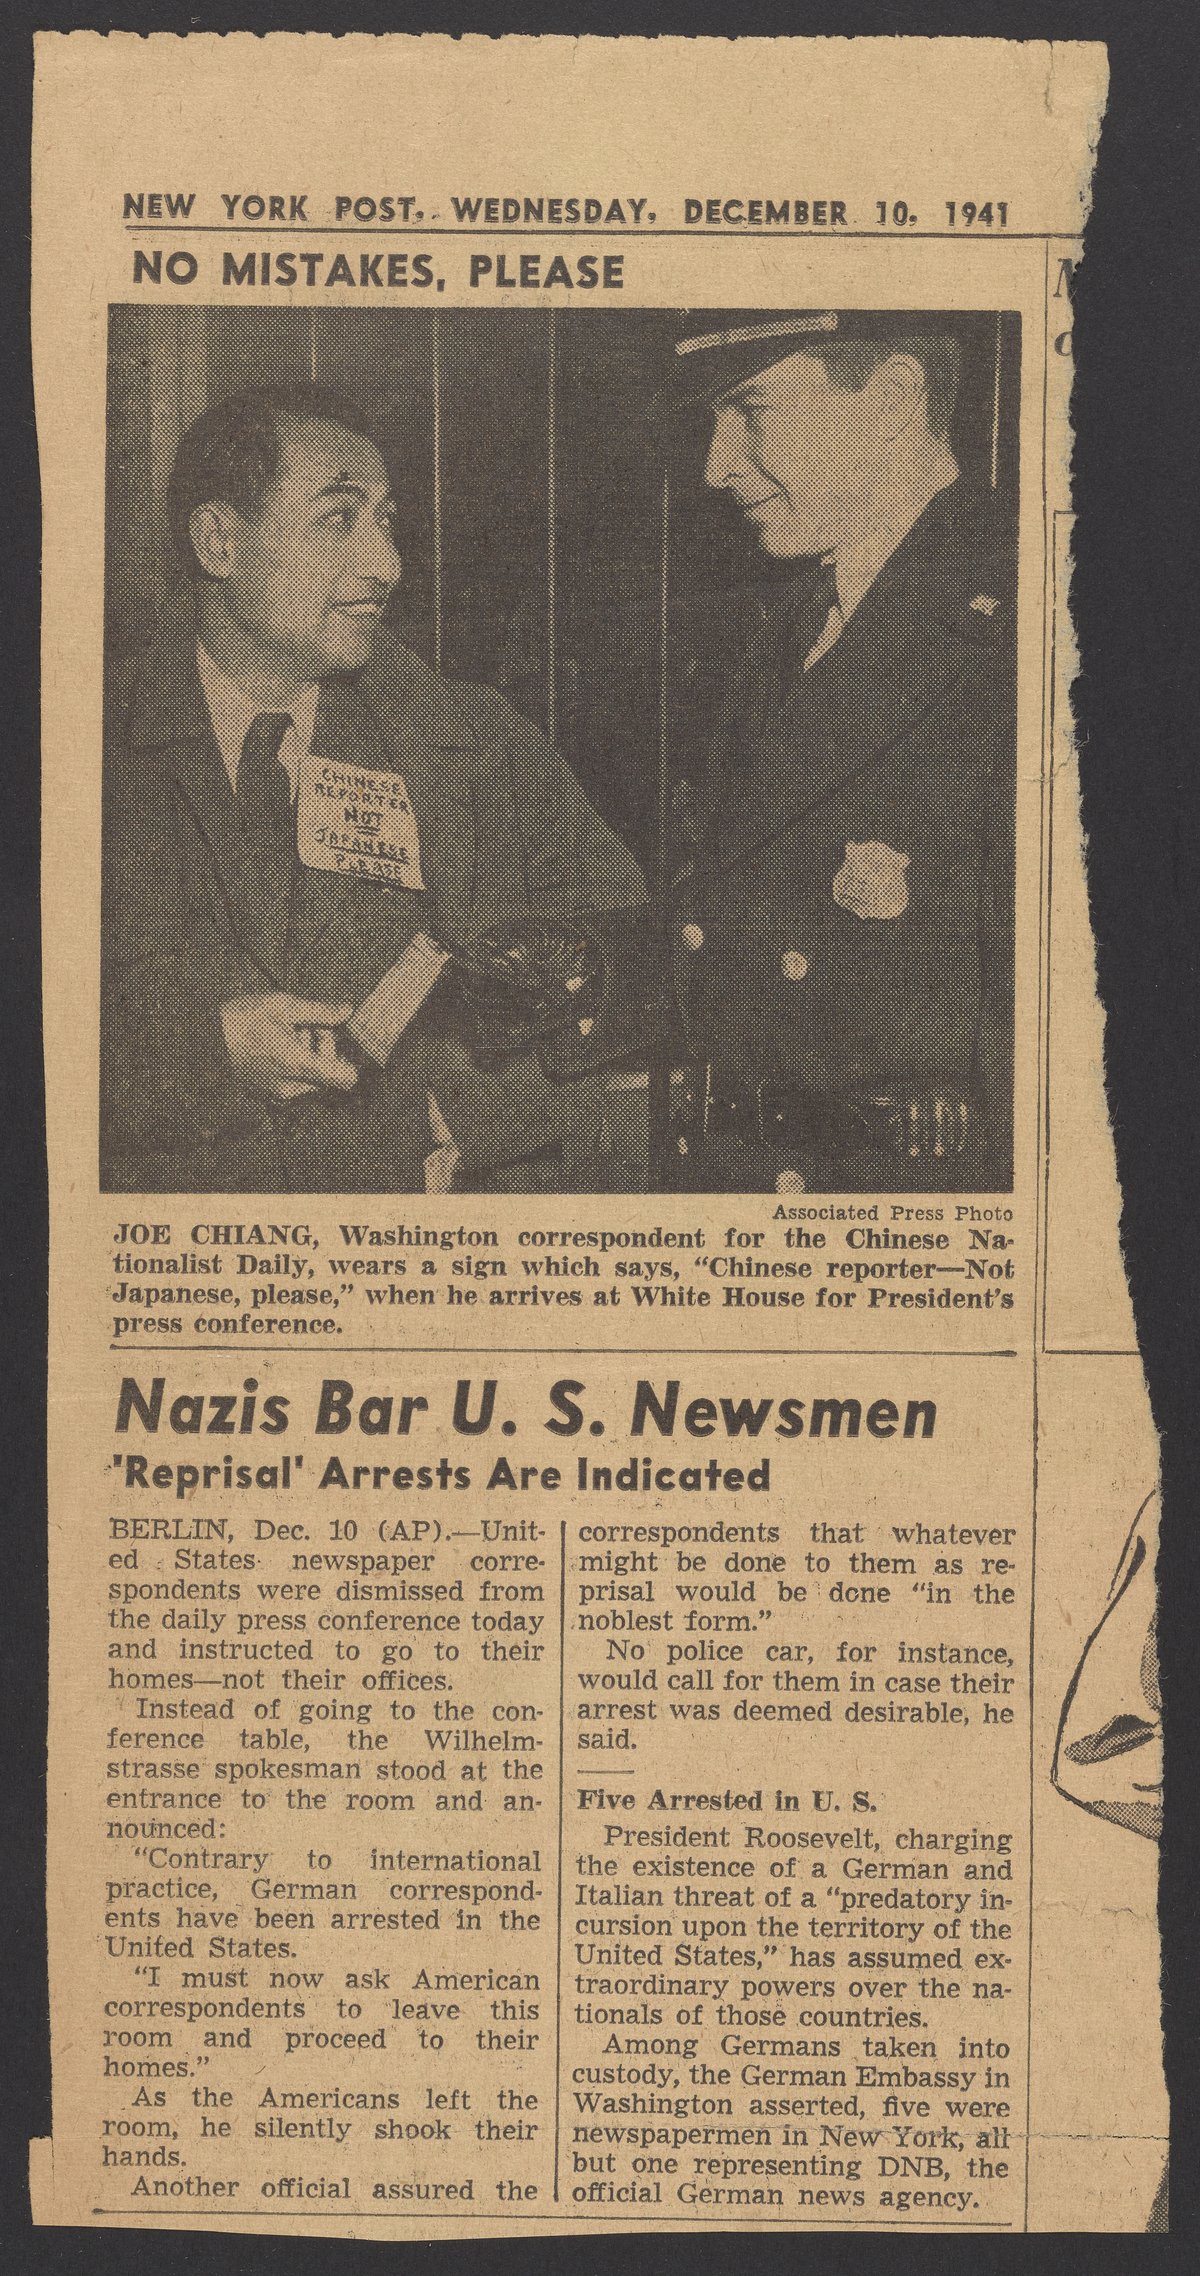 NEW YORK POST, WEDNESDAY, DECEMBER 10, 1941
NO MISTAKES, PLEASE
CHINESE
REPORTER
NOT
JAPANESE
PLEASE
Associated Press Photo
JOE CHIANG, Washington correspondent for the Chinese Na-
tionalist Daily, wears a sign which says, “Chinese reporter—Not
Japanese, please,” when he arrives at White House for President’s
press conference.
Nazis Bar U. S. Newsmen
'Reprisal' Arrests Are Indicated
BERLIN, Dec. 10 (AP).—Unit-
ed States newspaper corre-
spondents were dismissed from
the daily press conference today
and instructed to go to their
homes—not their offices.
Instead of going to the con-
ference table, the Wilhelm-
strasse spokesman stood at the
entrance to the room and an-
nounced:
“Contrary to international
practice, German correspond-
ents have been arrested in the
United States.
“I must now ask American
correspondents to leave this
room and proceed to their
homes.”
As the Americans left the
room, he silently shook their
hands.
Another official assured the
correspondents that whatever
might be done to them as re-
prisal would be done “in the
noblest form.”
No police car, for instance,
would call for them in case their
arrest was deemed desirable, he
said.
Five Arrested in U. S.
President Roosevelt, charging
the existence of a German and
Italian threat of a “predatory in-
cursion upon the territory of the
United States,” has assumed ex-
traordinary powers over the na-
tionals of those countries.
Among Germans taken into
custody, the German Embassy in
Washington asserted, five were
newspapermen in New York, all
but one representing DNB, the
official German news agency.